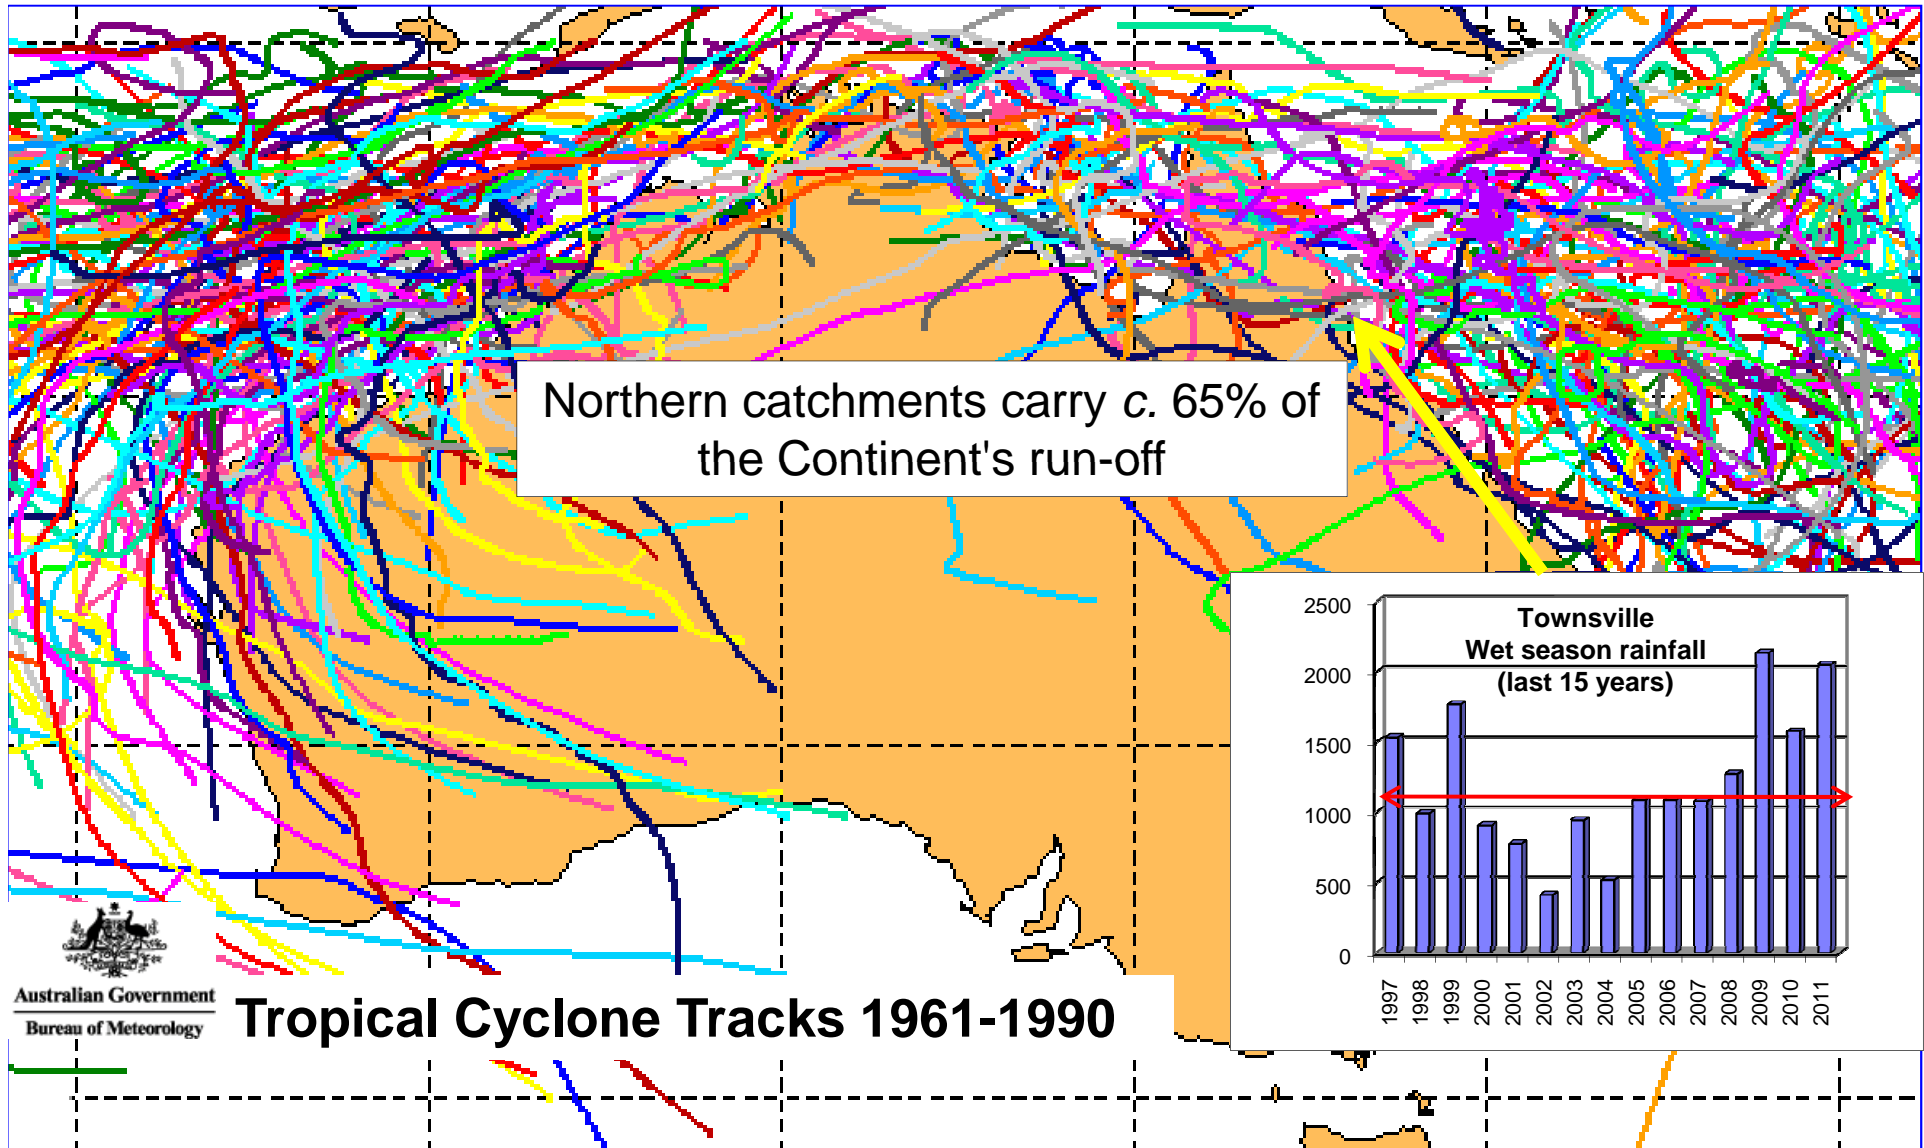 Northern catchments carry c. 65% of
the Continent's run-off
Townsville
Wet season rainfall
(last 15 years)
2500
2000
1500
1000
500
0
1997
1998
1999
2000
2001
2002
2003
2004
2005
2006
2007
2008
2009
2010
2011
Australian Government
Bureau of Meteorology
Tropical Cyclone Tracks 1961-1990